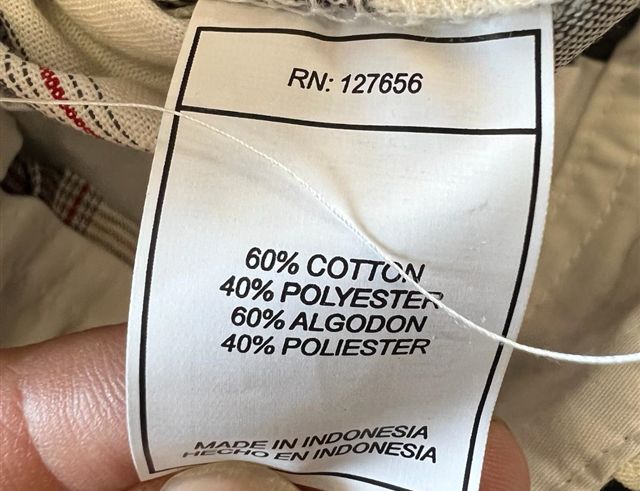 RN: 127656
60% COTTON
40% POLYESTER
60% ALGODON
40% POLIESTER
MADE IN INDONESIA
HECHO EN INDONESIA